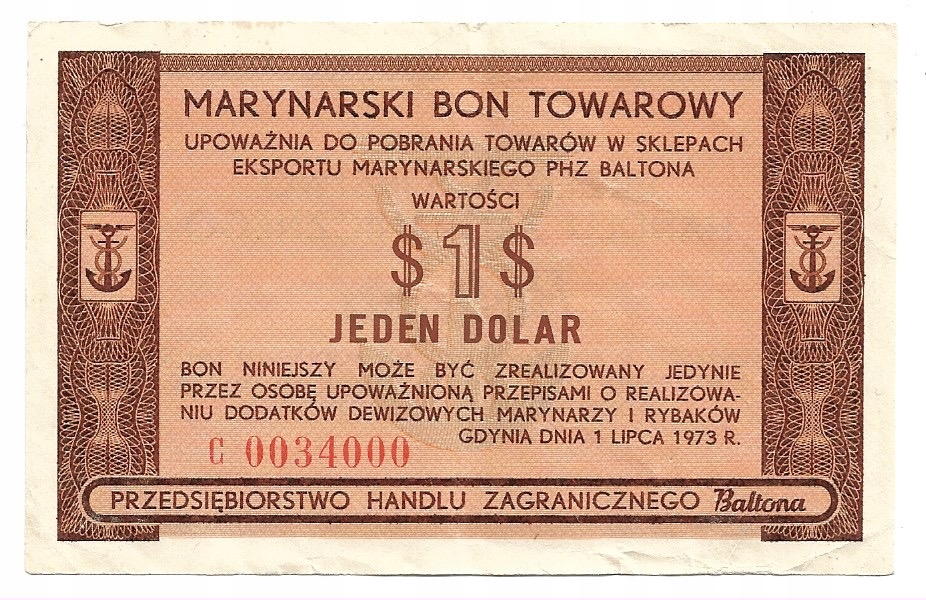 MARYNARSKI BON TOWAROWY
UPOWAŻNIA DO POBRANIA TOWARÓW W SKLEPACH
EKSPORTU MARYNARSKIEGO PHZ BALTONA
WARTOŚCI
$1$
JEDEN DOLAR
BON NINIEJSZY MOŻE BYĆ ZREALIZOWANY JEDYNIE
PRZEZ OSOBĘ UPOWAŻNIONĄ PRZEPISAMI O REALIZOWA-
NIU DODATKÓW DEWIZOWYCH MARYNARZY I RYBAKÓW
GDYNIA DNIA 1 LIPCA 1973 R.
C 0034000
PRZEDSIĘBIORSTWO HANDLU ZAGRANICZNEGO Baltona